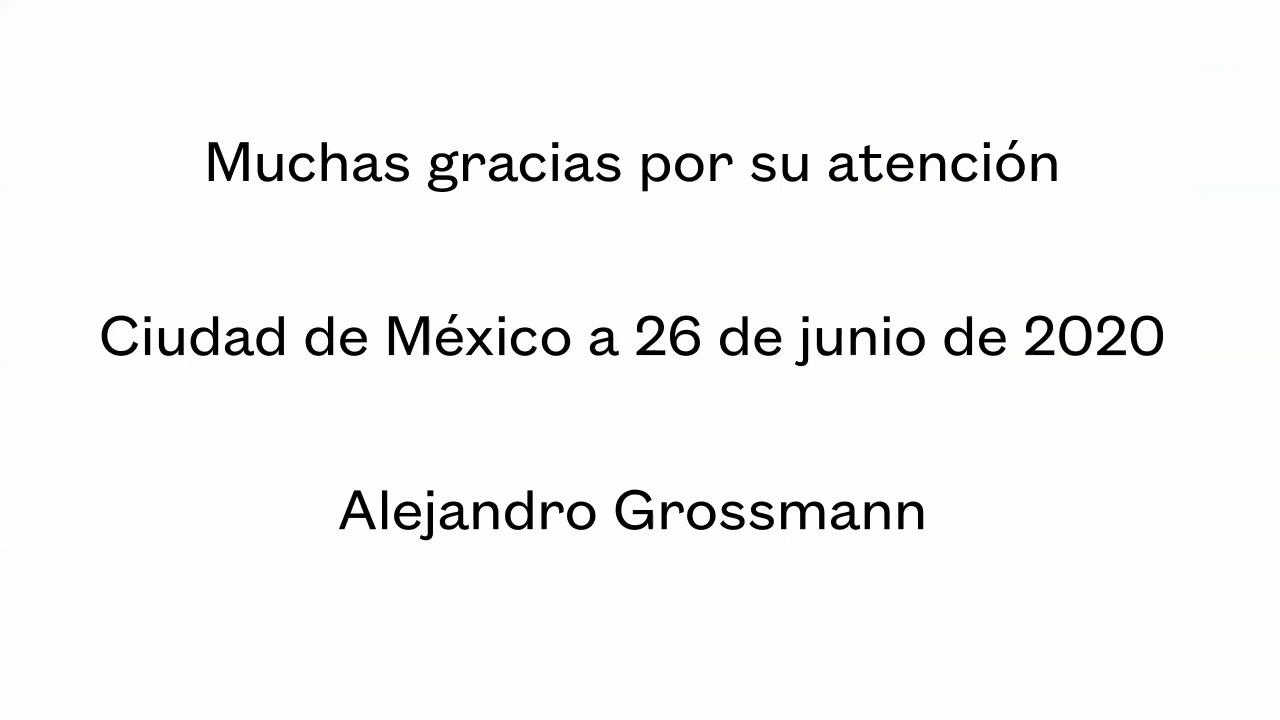 Muchas gracias por su atención
Ciudad de México a 26 de junio de 2020
Alejandro Grossmann